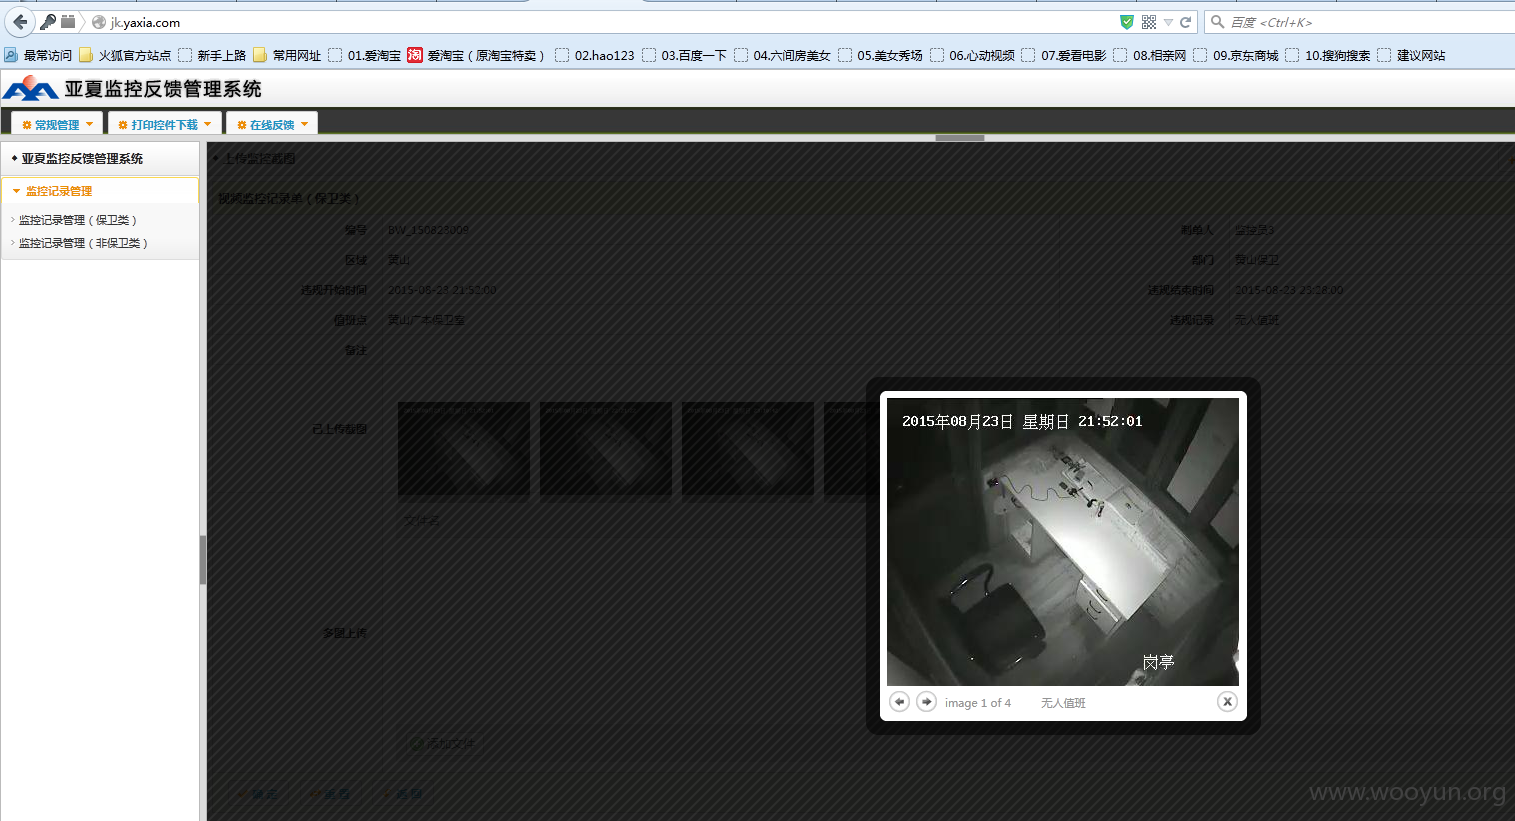 jk.yaxia.com
百度 <Ctrl+K>
最常访问 火狐官方站点 新手上路 常用网址 01.爱淘宝 淘 爱淘宝（原淘宝特卖） 02.hao123 03.百度一下 04.六间房美女 05.美女秀场 06.心动视频 07.爱看电影 08.相亲网 09.京东商城 10.搜狗搜索 建议网站
亚夏监控反馈管理系统
常规管理 打印控件下载 在线反馈
亚夏监控反馈管理系统
监控记录管理
监控记录管理（保卫类）
监控记录管理（非保卫类）
上传监控截图
视频监控记录单（保卫类）
编号 BW_150823009 制单人 监控员3
区域 黄山 部门 黄山保卫
违规开始时间 2015-08-23 21:52:00 违规结束时间 2015-08-23 23:28:00
值班点 黄山广本保卫室 违规记录 无人值班
备注
已上传截图
2015年08月23日 星期日 21:52:01
岗亭
image 1 of 4 无人值班
文件名
多图上传
添加文件
重置
www.wooyun.org